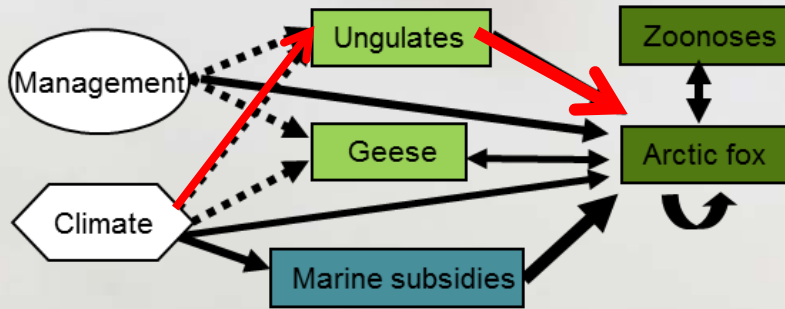 Ungulates
Zoonoses
Management
Geese
Arctic fox
Climate
Marine subsidies